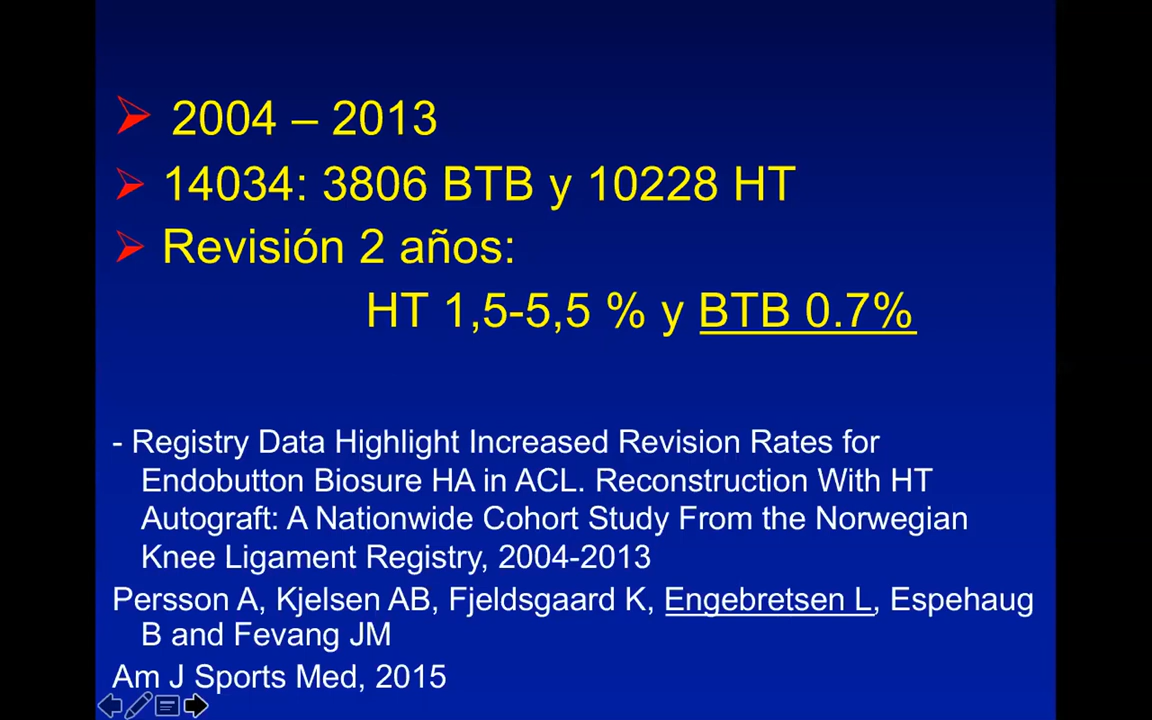 2004 – 2013
14034: 3806 BTB y 10228 HT
Revisión 2 años:
HT 1,5-5,5 % y BTB 0.7%
- Registry Data Highlight Increased Revision Rates for
Endobutton Biosure HA in ACL. Reconstruction With HT
Autograft: A Nationwide Cohort Study From the Norwegian
Knee Ligament Registry, 2004-2013
Persson A, Kjelsen AB, Fjeldsgaard K, Engebretsen L, Espehaug
B and Fevang JM
Am J Sports Med, 2015